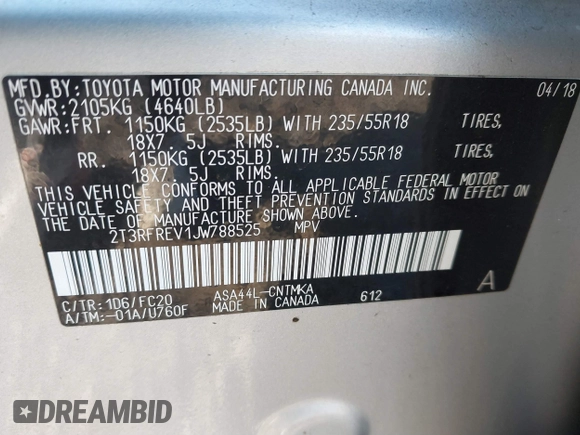 MFD.BY:TOYOTA MOTOR MANUFACTURING CANADA INC. 04/18
GVWR:2105KG (4640LB)
GAWR:FRT. 1150KG (2535LB) WITH 235/55R18 TIRES,
18X7. 5J RIMS.
RR. 1150KG (2535LB) WITH 235/55R18 TIRES,
18X7. 5J RIMS.
THIS VEHICLE CONFORMS TO ALL APPLICABLE FEDERAL MOTOR
VEHICLE SAFETY AND THEFT PREVENTION STANDARDS IN EFFECT ON
THE DATE OF MANUFACTURE SHOWN ABOVE.
2T3RFREV1JW788525 MPV
C/TR:1D6/FC20 ASA44L-CNTMKA 612 A
A/TM:-01A/U760F MADE IN CANADA
DREAMBID